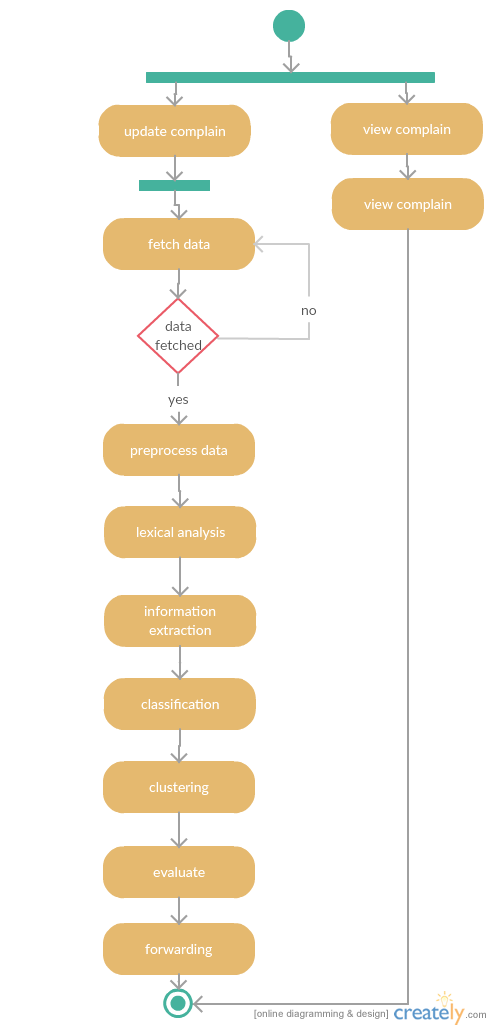 update complain
view complain
view complain
fetch data
no
data
fetched
yes
preprocess data
lexical analysis
information
extraction
classification
clustering
evaluate
forwarding
[online diagramming & design] creately.com